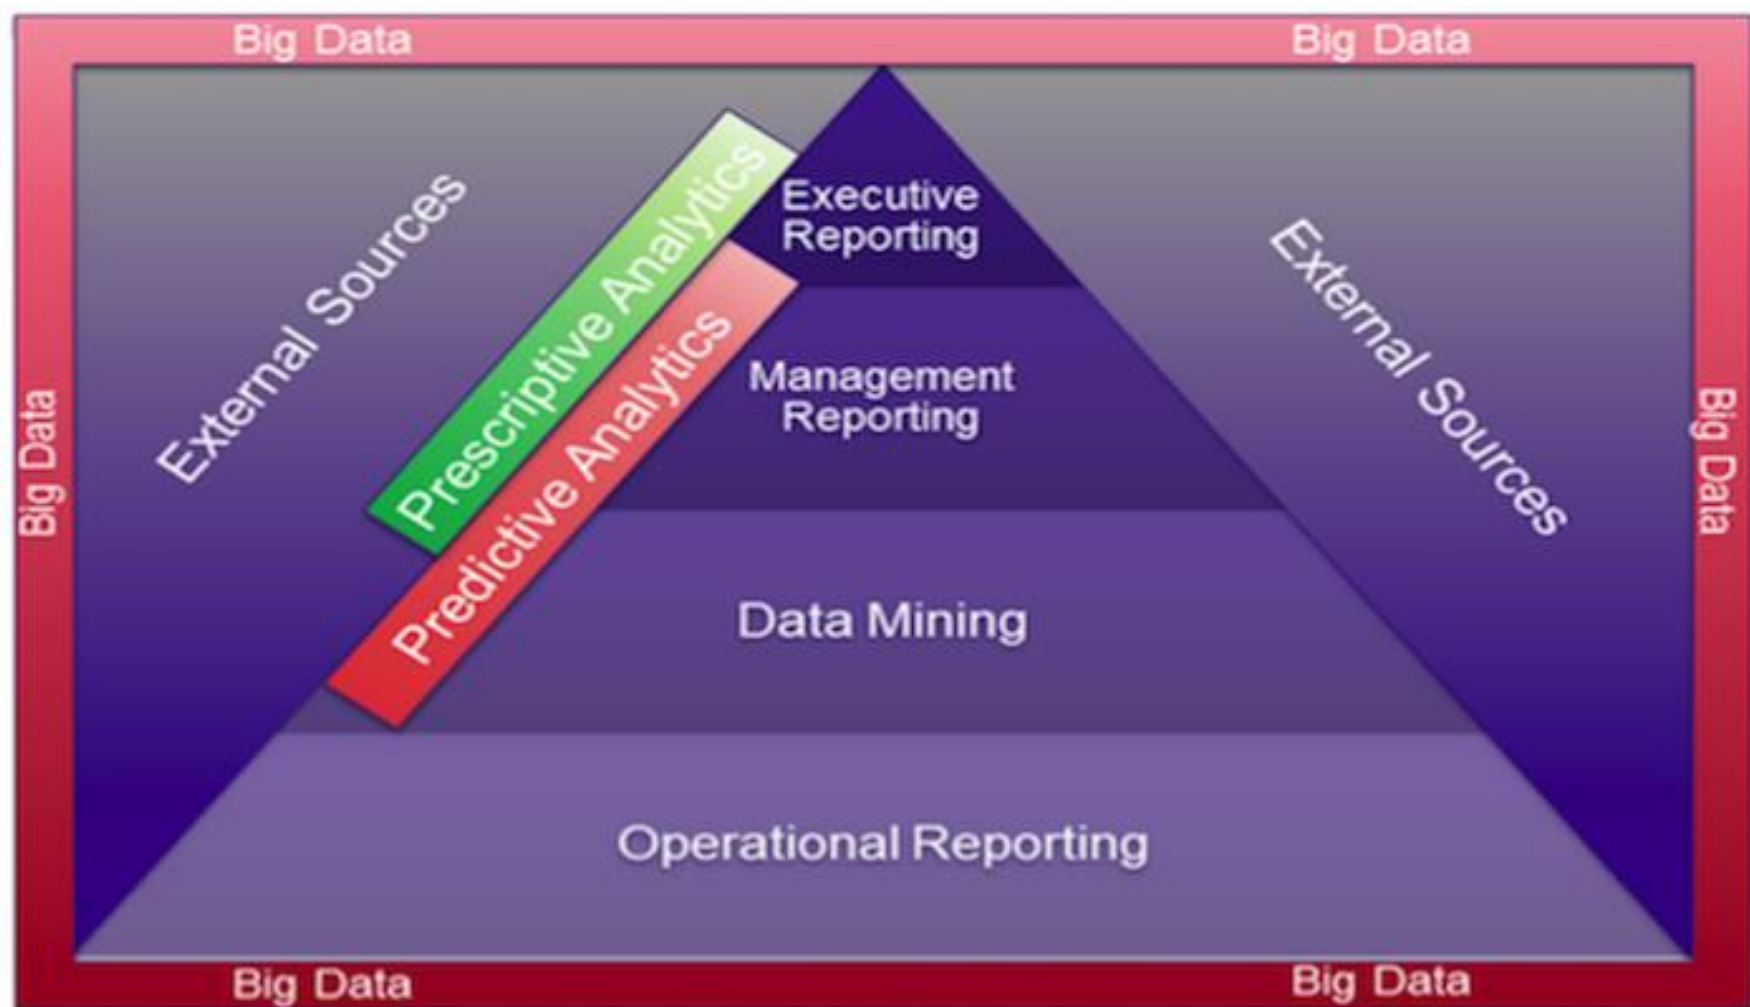 Big Data
Big Data
External Sources
Prescriptive Analytics
Predictive Analytics
Executive
Reporting
External Sources
Management
Reporting
Big Data
Big Data
Data Mining
Operational Reporting
Big Data
Big Data